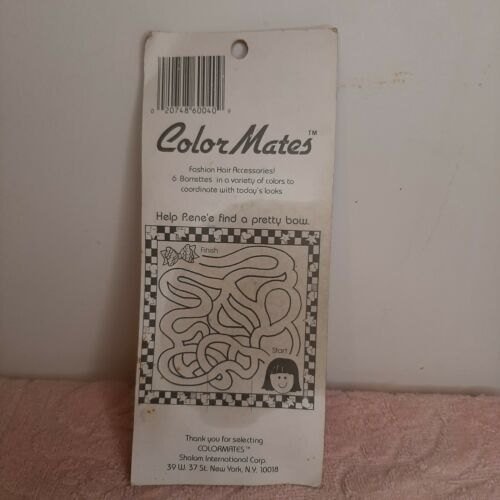 0 20748 60040 9
Color Mates™
Fashion Hair Accessories!
6 Barrettes in a variety of colors to
coordinate with today's looks
Help Rene'e find a pretty bow.
Finish
Start
Thank you for selecting
COLORMATES™
Shalom International Corp.
39 W. 37 St. New York, N.Y. 10018